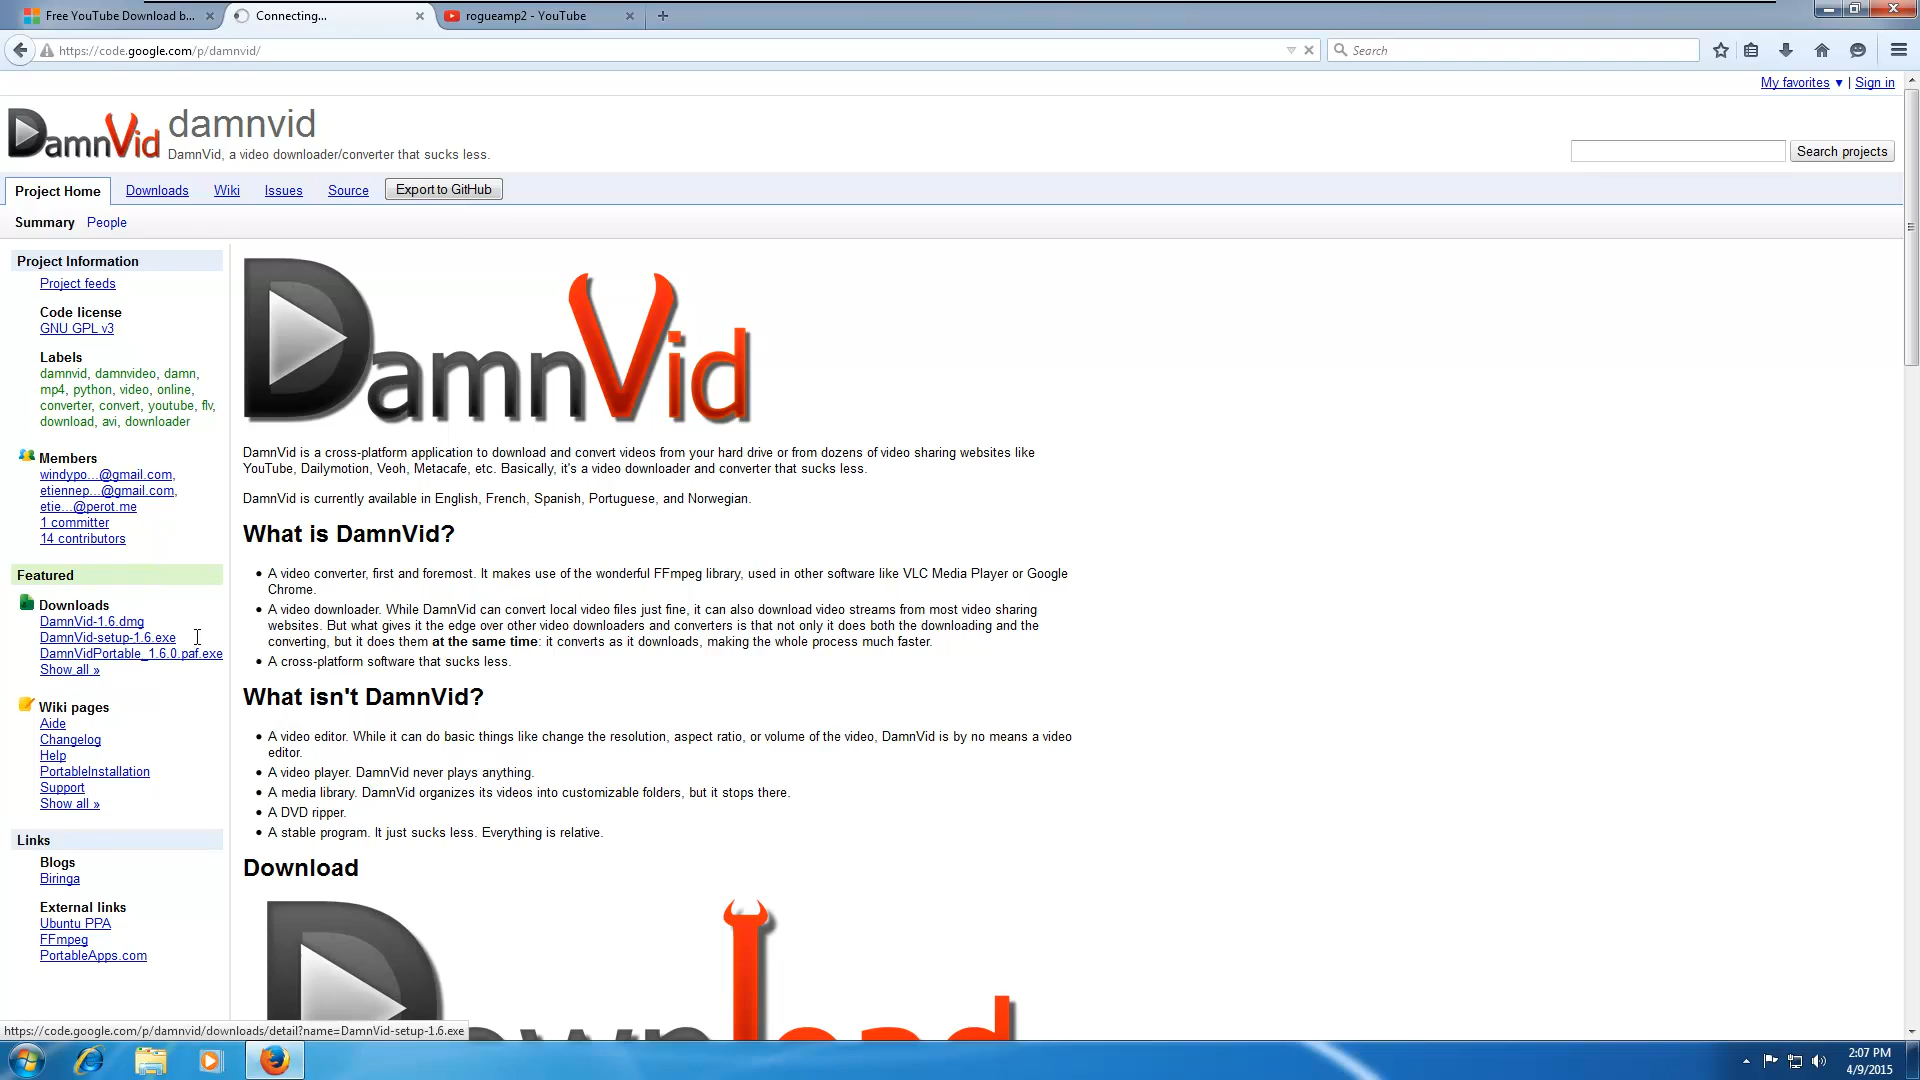 Free YouTube Download b...
Connecting...
rogueamp2 - YouTube
https://code.google.com/p/damnvid/
Search
My favorites ▼ | Sign in
DamnVid
damnvid
DamnVid, a video downloader/converter that sucks less.
Search projects
Project Home Downloads Wiki Issues Source Export to GitHub
Summary People
Project Information
Project feeds
Code license
GNU GPL v3
Labels
damnvid, damnvideo, damn,
mp4, python, video, online,
converter, convert, youtube, flv,
download, avi, downloader
Members
windypo...@gmail.com,
etiennep...@gmail.com,
etie...@perot.me
1 committer
14 contributors
Featured
Downloads
DamnVid-1.6.dmg
DamnVid-setup-1.6.exe
DamnVidPortable_1.6.0.paf.exe
Show all »
Wiki pages
Aide
Changelog
Help
PortableInstallation
Support
Show all »
Links
Blogs
Biringa
External links
Ubuntu PPA
FFmpeg
PortableApps.com
DamnVid
DamnVid is a cross-platform application to download and convert videos from your hard drive or from dozens of video sharing websites like
YouTube, Dailymotion, Veoh, Metacafe, etc. Basically, it's a video downloader and converter that sucks less.
DamnVid is currently available in English, French, Spanish, Portuguese, and Norwegian.
What is DamnVid?
• A video converter, first and foremost. It makes use of the wonderful FFmpeg library, used in other software like VLC Media Player or Google
Chrome.
• A video downloader. While DamnVid can convert local video files just fine, it can also download video streams from most video sharing
websites. But what gives it the edge over other video downloaders and converters is that not only it does both the downloading and the
converting, but it does them at the same time: it converts as it downloads, making the whole process much faster.
• A cross-platform software that sucks less.
What isn't DamnVid?
• A video editor. While it can do basic things like change the resolution, aspect ratio, or volume of the video, DamnVid is by no means a video
editor.
• A video player. DamnVid never plays anything.
• A media library. DamnVid organizes its videos into customizable folders, but it stops there.
• A DVD ripper.
• A stable program. It just sucks less. Everything is relative.
Download
Download
https://code.google.com/p/damnvid/downloads/detail?name=DamnVid-setup-1.6.exe
2:07 PM
4/9/2015